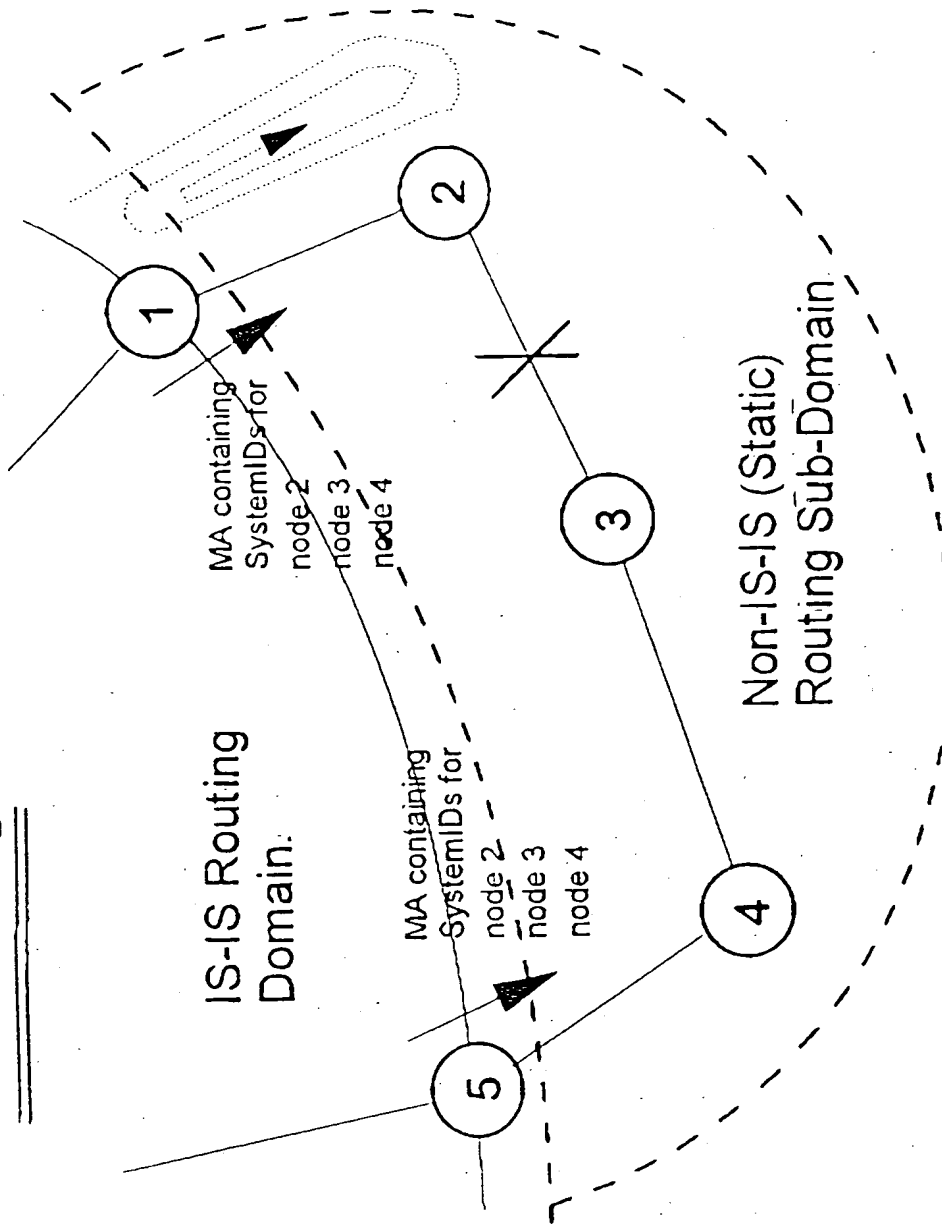 IS-IS Routing
Domain.
MA containing
SystemIDs for
node 2
node 3
node 4
MA containing
SystemIDs for
node 2
node 3
node 4
1
2
3
4
5
Non-IS-IS (Static)
Routing Sub-Domain